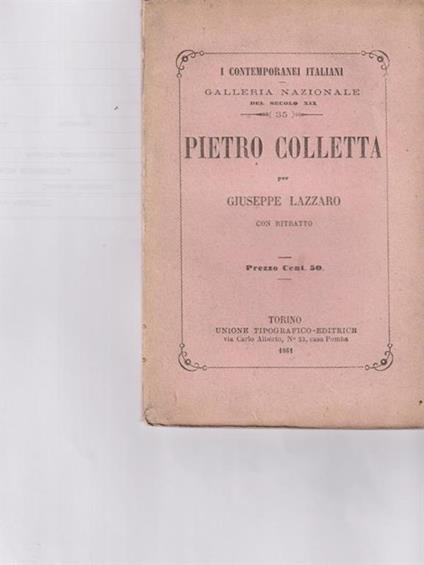 I CONTEMPORANEI ITALIANI
GALLERIA NAZIONALE
DEL SECOLO XIX
( 35 )
PIETRO COLLETTA
per
GIUSEPPE LAZZARO
CON RITRATTO
Prezzo Cent. 50.
TORINO
UNIONE TIPOGRAFICO-EDITRICE
via Carlo Alberto, N° 33, casa Pomba
1861